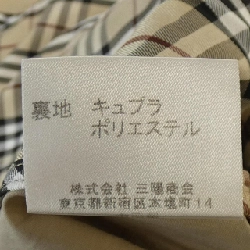 裏地 キュプラ
ポリエステル
株式会社 三陽商会
東京都新宿区本塩町14